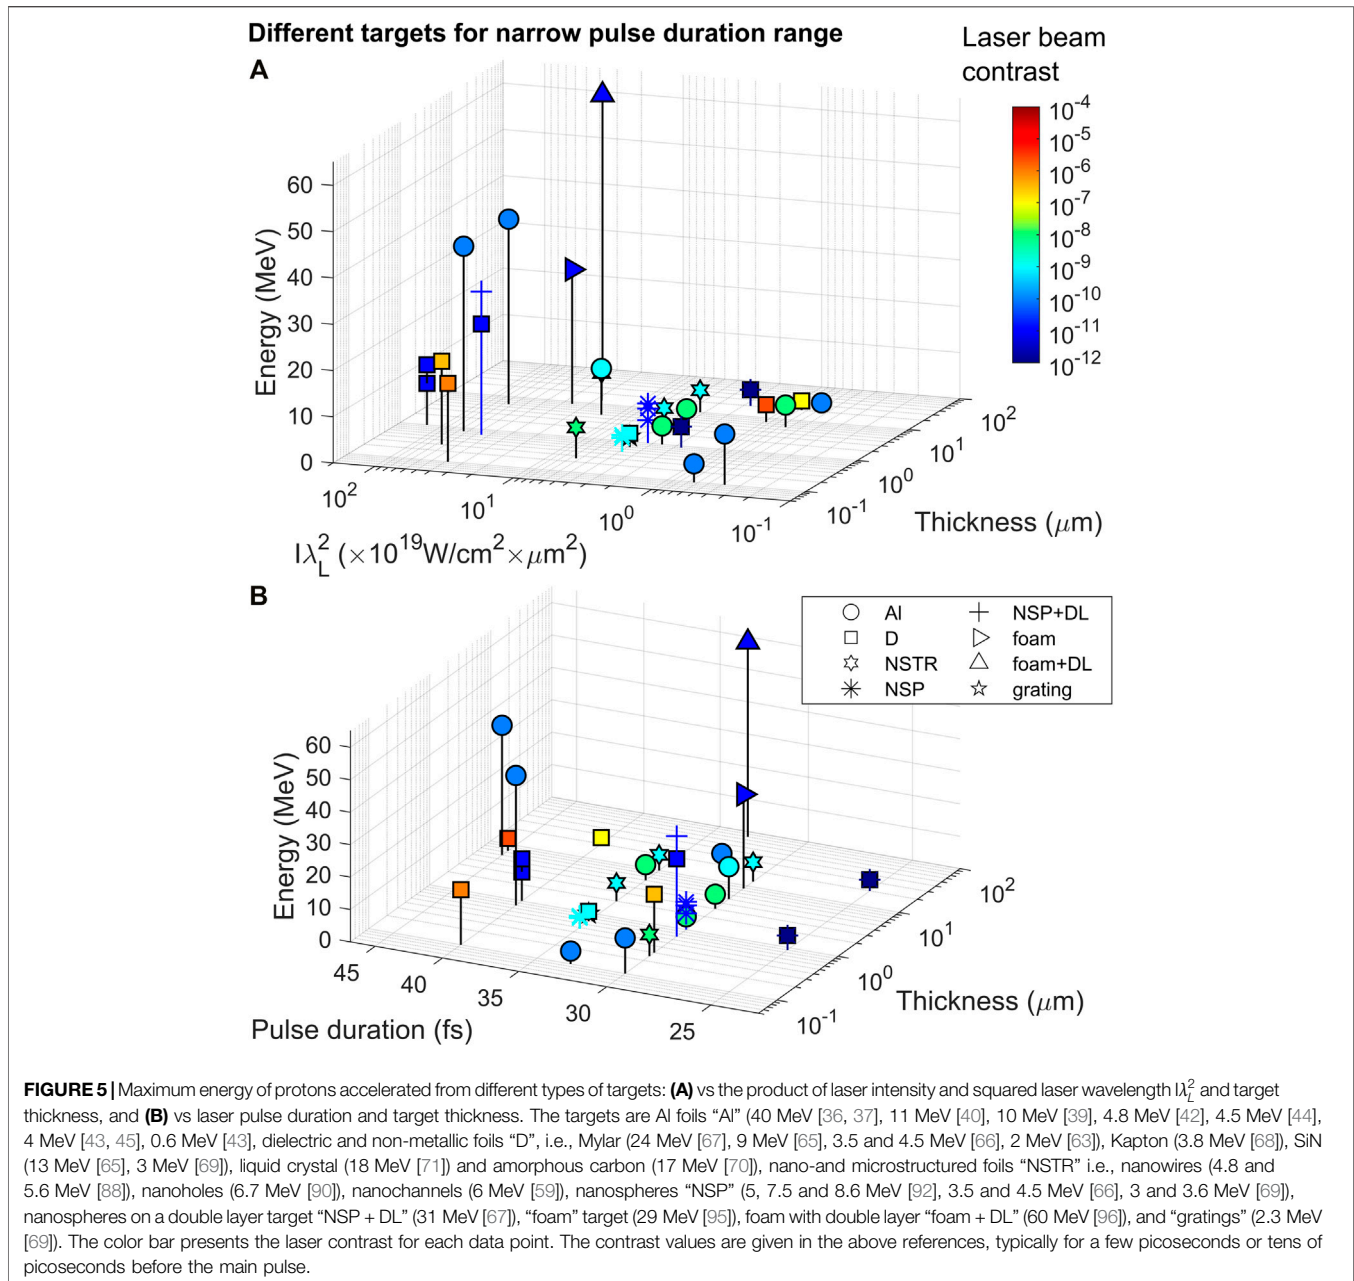 Different targets for narrow pulse duration range
Laser beam
contrast
A
10^-4
10^-5
10^-6
10^-7
10^-8
10^-9
10^-10
10^-11
10^-12
60
50
40
30
20
10
0
Energy (MeV)
10^2
10^1
10^0
10^-1
Iλ_L^2 (×10^19W/cm^2×μm^2)
10^-1
10^0
10^1
10^2
Thickness (μm)
B
Al
D
NSTR
NSP
NSP+DL
foam
foam+DL
grating
60
50
40
30
20
10
0
Energy (MeV)
45
40
35
30
25
Pulse duration (fs)
10^-1
10^0
10^1
10^2
Thickness (μm)
FIGURE 5 | Maximum energy of protons accelerated from different types of targets: (A) vs the product of laser intensity and squared laser wavelength Iλ_L^2 and target
thickness, and (B) vs laser pulse duration and target thickness. The targets are Al foils “Al” (40 MeV [36, 37], 11 MeV [40], 10 MeV [39], 4.8 MeV [42], 4.5 MeV [44],
4 MeV [43, 45], 0.6 MeV [43], dielectric and non-metallic foils “D”, i.e., Mylar (24 MeV [67], 9 MeV [65], 3.5 and 4.5 MeV [66], 2 MeV [63]), Kapton (3.8 MeV [68]), SiN
(13 MeV [65], 3 MeV [69]), liquid crystal (18 MeV [71]) and amorphous carbon (17 MeV [70]), nano-and microstructured foils “NSTR” i.e., nanowires (4.8 and
5.6 MeV [88]), nanoholes (6.7 MeV [90]), nanochannels (6 MeV [59]), nanospheres “NSP” (5, 7.5 and 8.6 MeV [92], 3.5 and 4.5 MeV [66], 3 and 3.6 MeV [69]),
nanospheres on a double layer target “NSP + DL” (31 MeV [67]), “foam” target (29 MeV [95]), foam with double layer “foam + DL” (60 MeV [96]), and “gratings” (2.3 MeV
[69]). The color bar presents the laser contrast for each data point. The contrast values are given in the above references, typically for a few picoseconds or tens of
picoseconds before the main pulse.